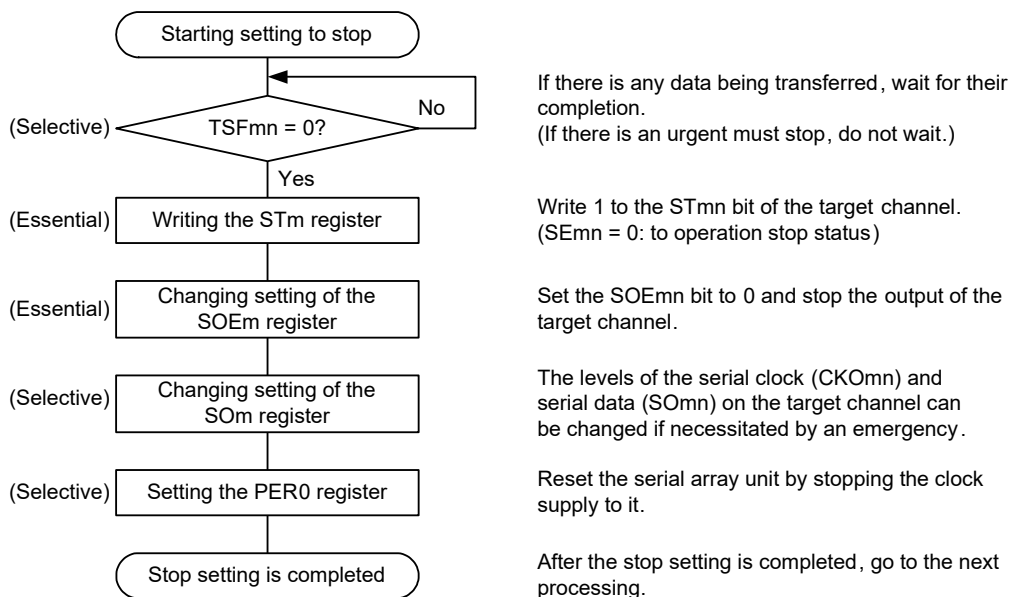 Starting setting to stop
If there is any data being transferred, wait for their
completion.
(If there is an urgent must stop, do not wait.)
(Selective)
TSFmn = 0?
No
Yes
(Essential)
Writing the STm register
Write 1 to the STmn bit of the target channel.
(SEmn = 0: to operation stop status)
(Essential)
Changing setting of the
SOEm register
Set the SOEmn bit to 0 and stop the output of the
target channel.
(Selective)
Changing setting of the
SOm register
The levels of the serial clock (CKOmn) and
serial data (SOmn) on the target channel can
be changed if necessitated by an emergency.
(Selective)
Setting the PER0 register
Reset the serial array unit by stopping the clock
supply to it.
Stop setting is completed
After the stop setting is completed, go to the next
processing.